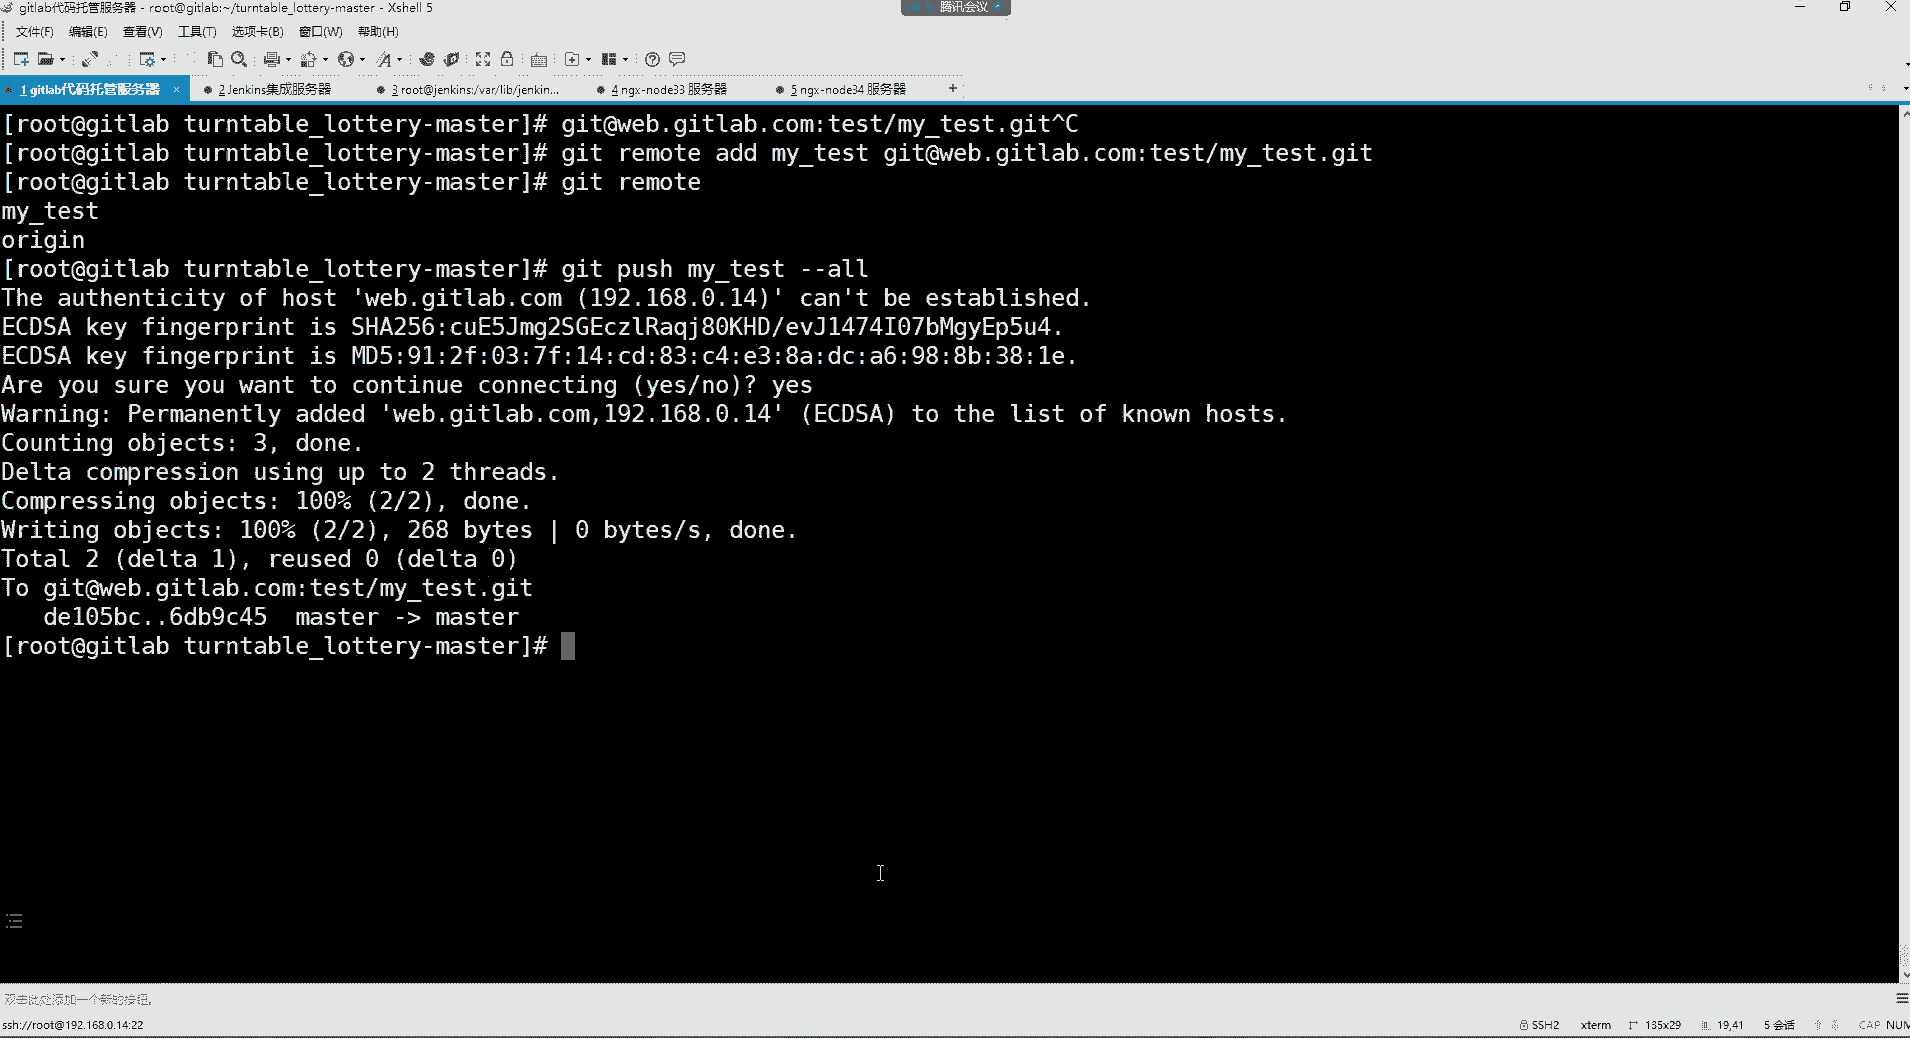 gitlab代码托管服务器 - root@gitlab:~/turntable_lottery-master - Xshell 5
腾讯会议
文件(F) 编辑(E) 查看(V) 工具(T) 选项卡(B) 窗口(W) 帮助(H)
1 gitlab代码托管服务器 × 2 Jenkins集成服务器 3 root@jenkins:/var/lib/jenkin... 4 ngx-node33 服务器 5 ngx-node34 服务器 +
[root@gitlab turntable_lottery-master]# git@web.gitlab.com:test/my_test.git^C
[root@gitlab turntable_lottery-master]# git remote add my_test git@web.gitlab.com:test/my_test.git
[root@gitlab turntable_lottery-master]# git remote
my_test
origin
[root@gitlab turntable_lottery-master]# git push my_test --all
The authenticity of host 'web.gitlab.com (192.168.0.14)' can't be established.
ECDSA key fingerprint is SHA256:cuE5Jmg2SGEczlRaqj80KHD/evJ1474I07bMgyEp5u4.
ECDSA key fingerprint is MD5:91:2f:03:7f:14:cd:83:c4:e3:8a:dc:a6:98:8b:38:1e.
Are you sure you want to continue connecting (yes/no)? yes
Warning: Permanently added 'web.gitlab.com,192.168.0.14' (ECDSA) to the list of known hosts.
Counting objects: 3, done.
Delta compression using up to 2 threads.
Compressing objects: 100% (2/2), done.
Writing objects: 100% (2/2), 268 bytes | 0 bytes/s, done.
Total 2 (delta 1), reused 0 (delta 0)
To git@web.gitlab.com:test/my_test.git
   de105bc..6db9c45  master -> master
[root@gitlab turntable_lottery-master]#
双击此处添加一个新的按钮。
ssh://root@192.168.0.14:22 SSH2 xterm 135x29 19,41 5 会话 CAP NUM